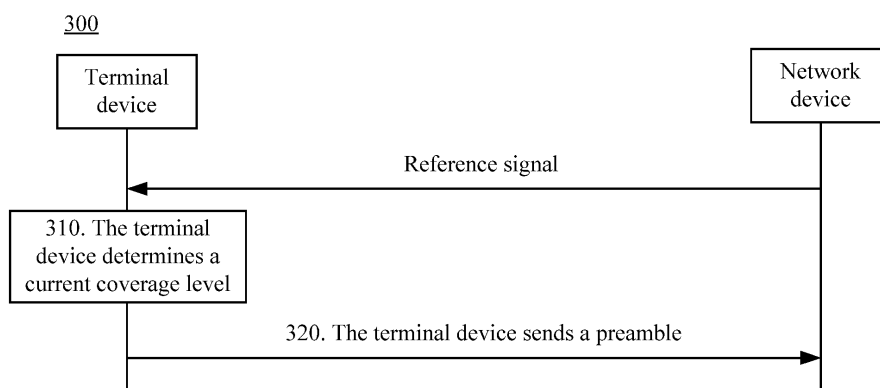 300
Terminal
device
Network
device
Reference signal
310. The terminal
device determines a
current coverage level
320. The terminal device sends a preamble